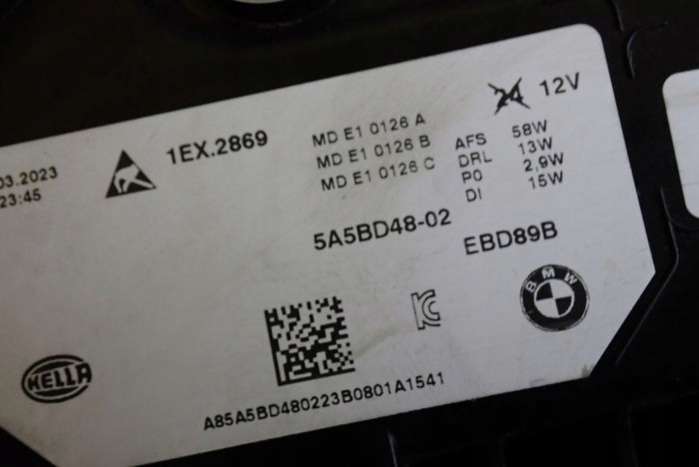 24 12V
1EX.2869
MD E1 0126 A
MD E1 0126 B
MD E1 0126 C
AFS 58W
DRL 13W
PO 2,9W
DI 15W
03.2023
23:45
5A5BD48-02
EBD89B
BMW
HELLA
A85A5BD480223B0801A1541